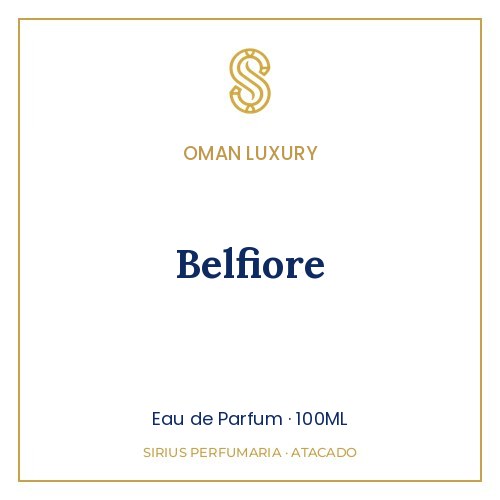 OMAN LUXURY
Belfiore
Eau de Parfum · 100ML
SIRIUS PERFUMARIA · ATACADO